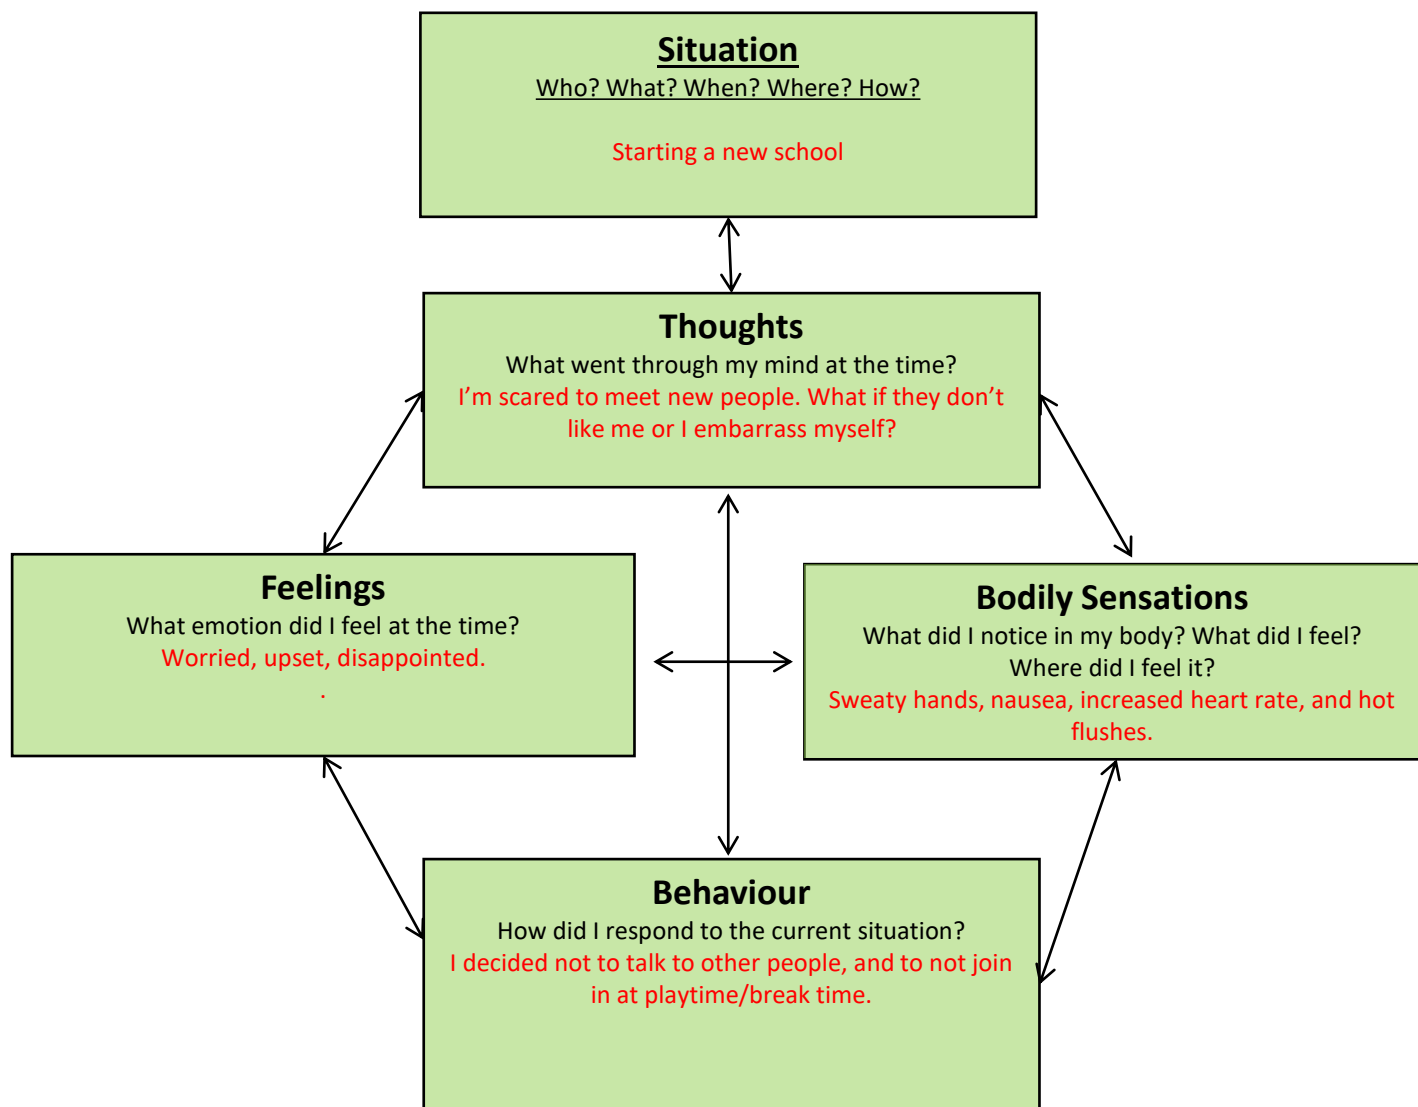 Situation
Who? What? When? Where? How?
Starting a new school
Thoughts
What went through my mind at the time?
I’m scared to meet new people. What if they don’t
like me or I embarrass myself?
Feelings
What emotion did I feel at the time?
Worried, upset, disappointed.
.
Bodily Sensations
What did I notice in my body? What did I feel?
Where did I feel it?
Sweaty hands, nausea, increased heart rate, and hot
flushes.
Behaviour
How did I respond to the current situation?
I decided not to talk to other people, and to not join
in at playtime/break time.